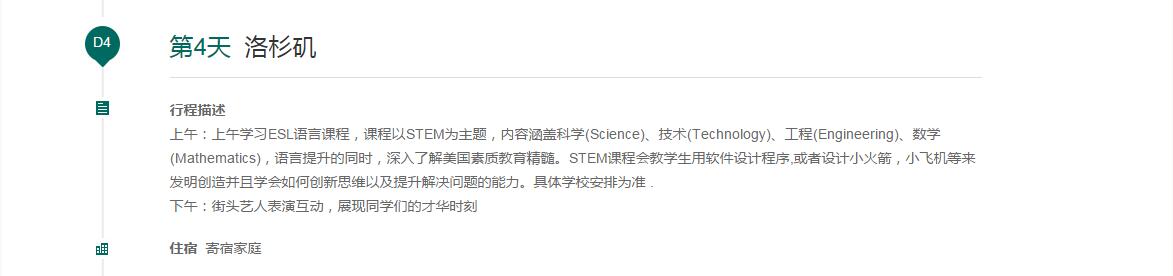 D4
第4天 洛杉矶
行程描述
上午：上午学习ESL语言课程，课程以STEM为主题，内容涵盖科学(Science)、技术(Technology)、工程(Engineering)、数学
(Mathematics)，语言提升的同时，深入了解美国素质教育精髓。STEM课程会教学生用软件设计程序,或者设计小火箭，小飞机等来
发明创造并且学会如何创新思维以及提升解决问题的能力。具体学校安排为准 .
下午：街头艺人表演互动，展现同学们的才华时刻
住宿 寄宿家庭